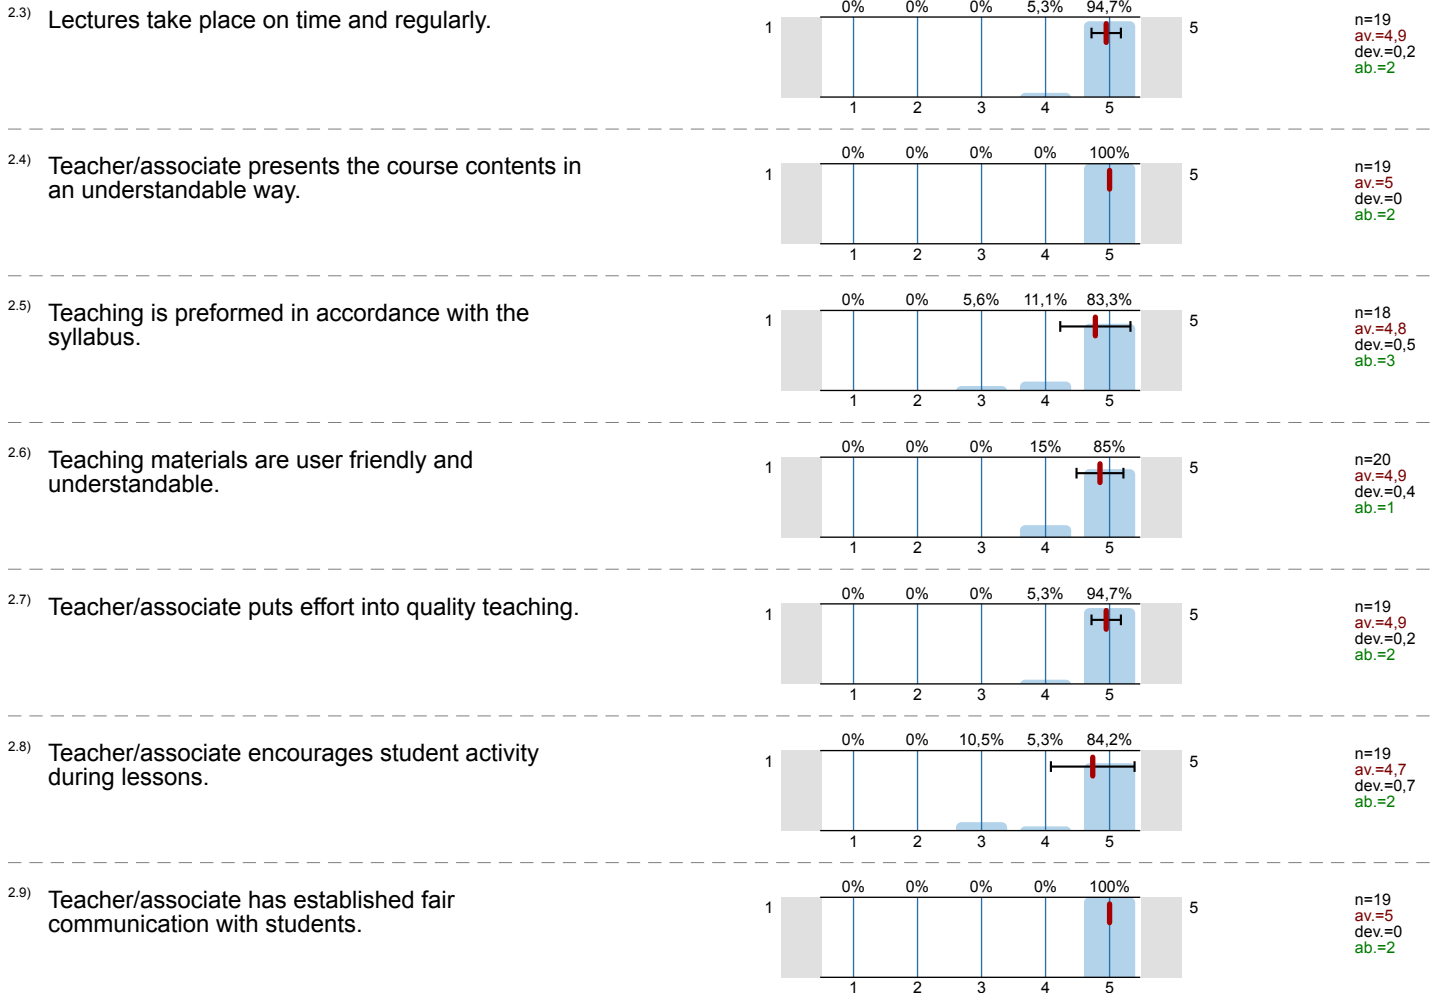 2.3) Lectures take place on time and regularly.
1
0% 0% 0% 5,3% 94,7%
1 2 3 4 5
5
n=19
av.=4,9
dev.=0,2
ab.=2
2.4) Teacher/associate presents the course contents in
an understandable way.
1
0% 0% 0% 0% 100%
1 2 3 4 5
5
n=19
av.=5
dev.=0
ab.=2
2.5) Teaching is preformed in accordance with the
syllabus.
1
0% 0% 5,6% 11,1% 83,3%
1 2 3 4 5
5
n=18
av.=4,8
dev.=0,5
ab.=3
2.6) Teaching materials are user friendly and
understandable.
1
0% 0% 0% 15% 85%
1 2 3 4 5
5
n=20
av.=4,9
dev.=0,4
ab.=1
2.7) Teacher/associate puts effort into quality teaching.
1
0% 0% 0% 5,3% 94,7%
1 2 3 4 5
5
n=19
av.=4,9
dev.=0,2
ab.=2
2.8) Teacher/associate encourages student activity
during lessons.
1
0% 0% 10,5% 5,3% 84,2%
1 2 3 4 5
5
n=19
av.=4,7
dev.=0,7
ab.=2
2.9) Teacher/associate has established fair
communication with students.
1
0% 0% 0% 0% 100%
1 2 3 4 5
5
n=19
av.=5
dev.=0
ab.=2